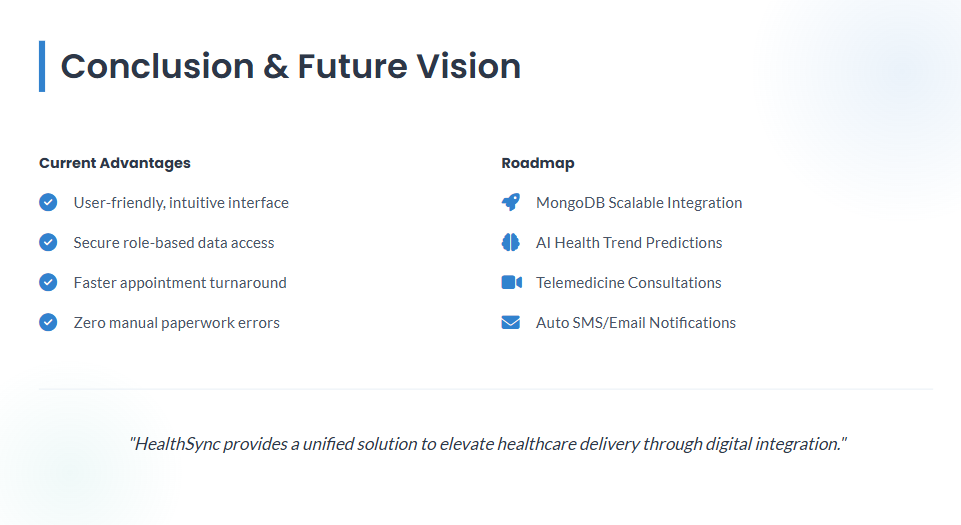 Conclusion & Future Vision
Current Advantages
User-friendly, intuitive interface
Secure role-based data access
Faster appointment turnaround
Zero manual paperwork errors
Roadmap
MongoDB Scalable Integration
AI Health Trend Predictions
Telemedicine Consultations
Auto SMS/Email Notifications
"HealthSync provides a unified solution to elevate healthcare delivery through digital integration."